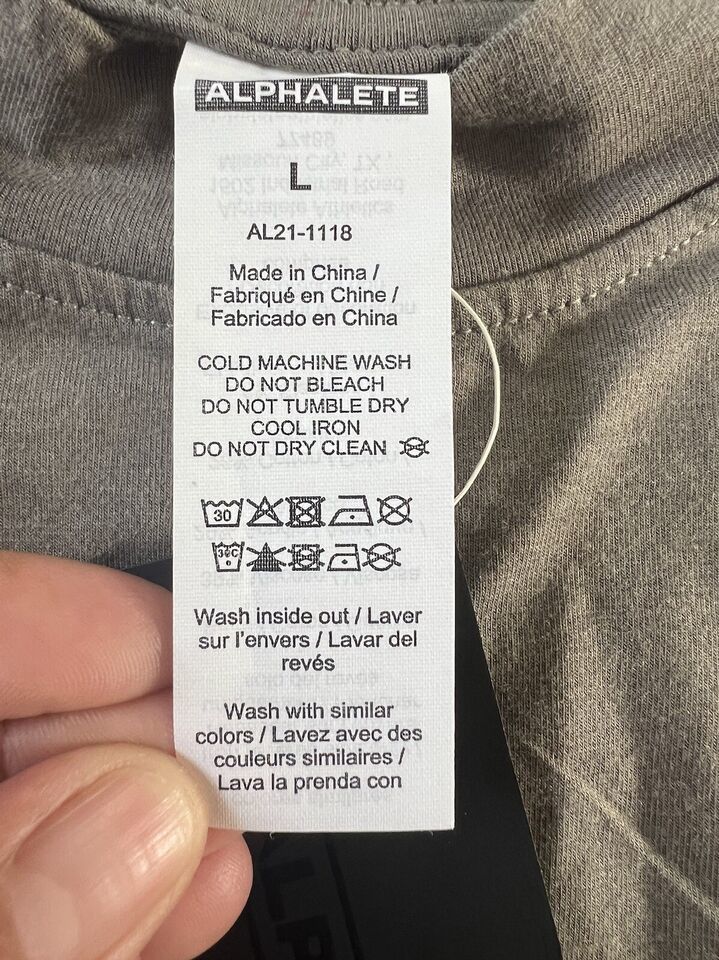 ALPHALETE
L
AL21-1118
Made in China /
Fabriqué en Chine /
Fabricado en China
COLD MACHINE WASH
DO NOT BLEACH
DO NOT TUMBLE DRY
COOL IRON
DO NOT DRY CLEAN
30
30C
Wash inside out / Laver
sur l'envers / Lavar del
revés
Wash with similar
colors / Lavez avec des
couleurs similaires /
Lava la prenda con